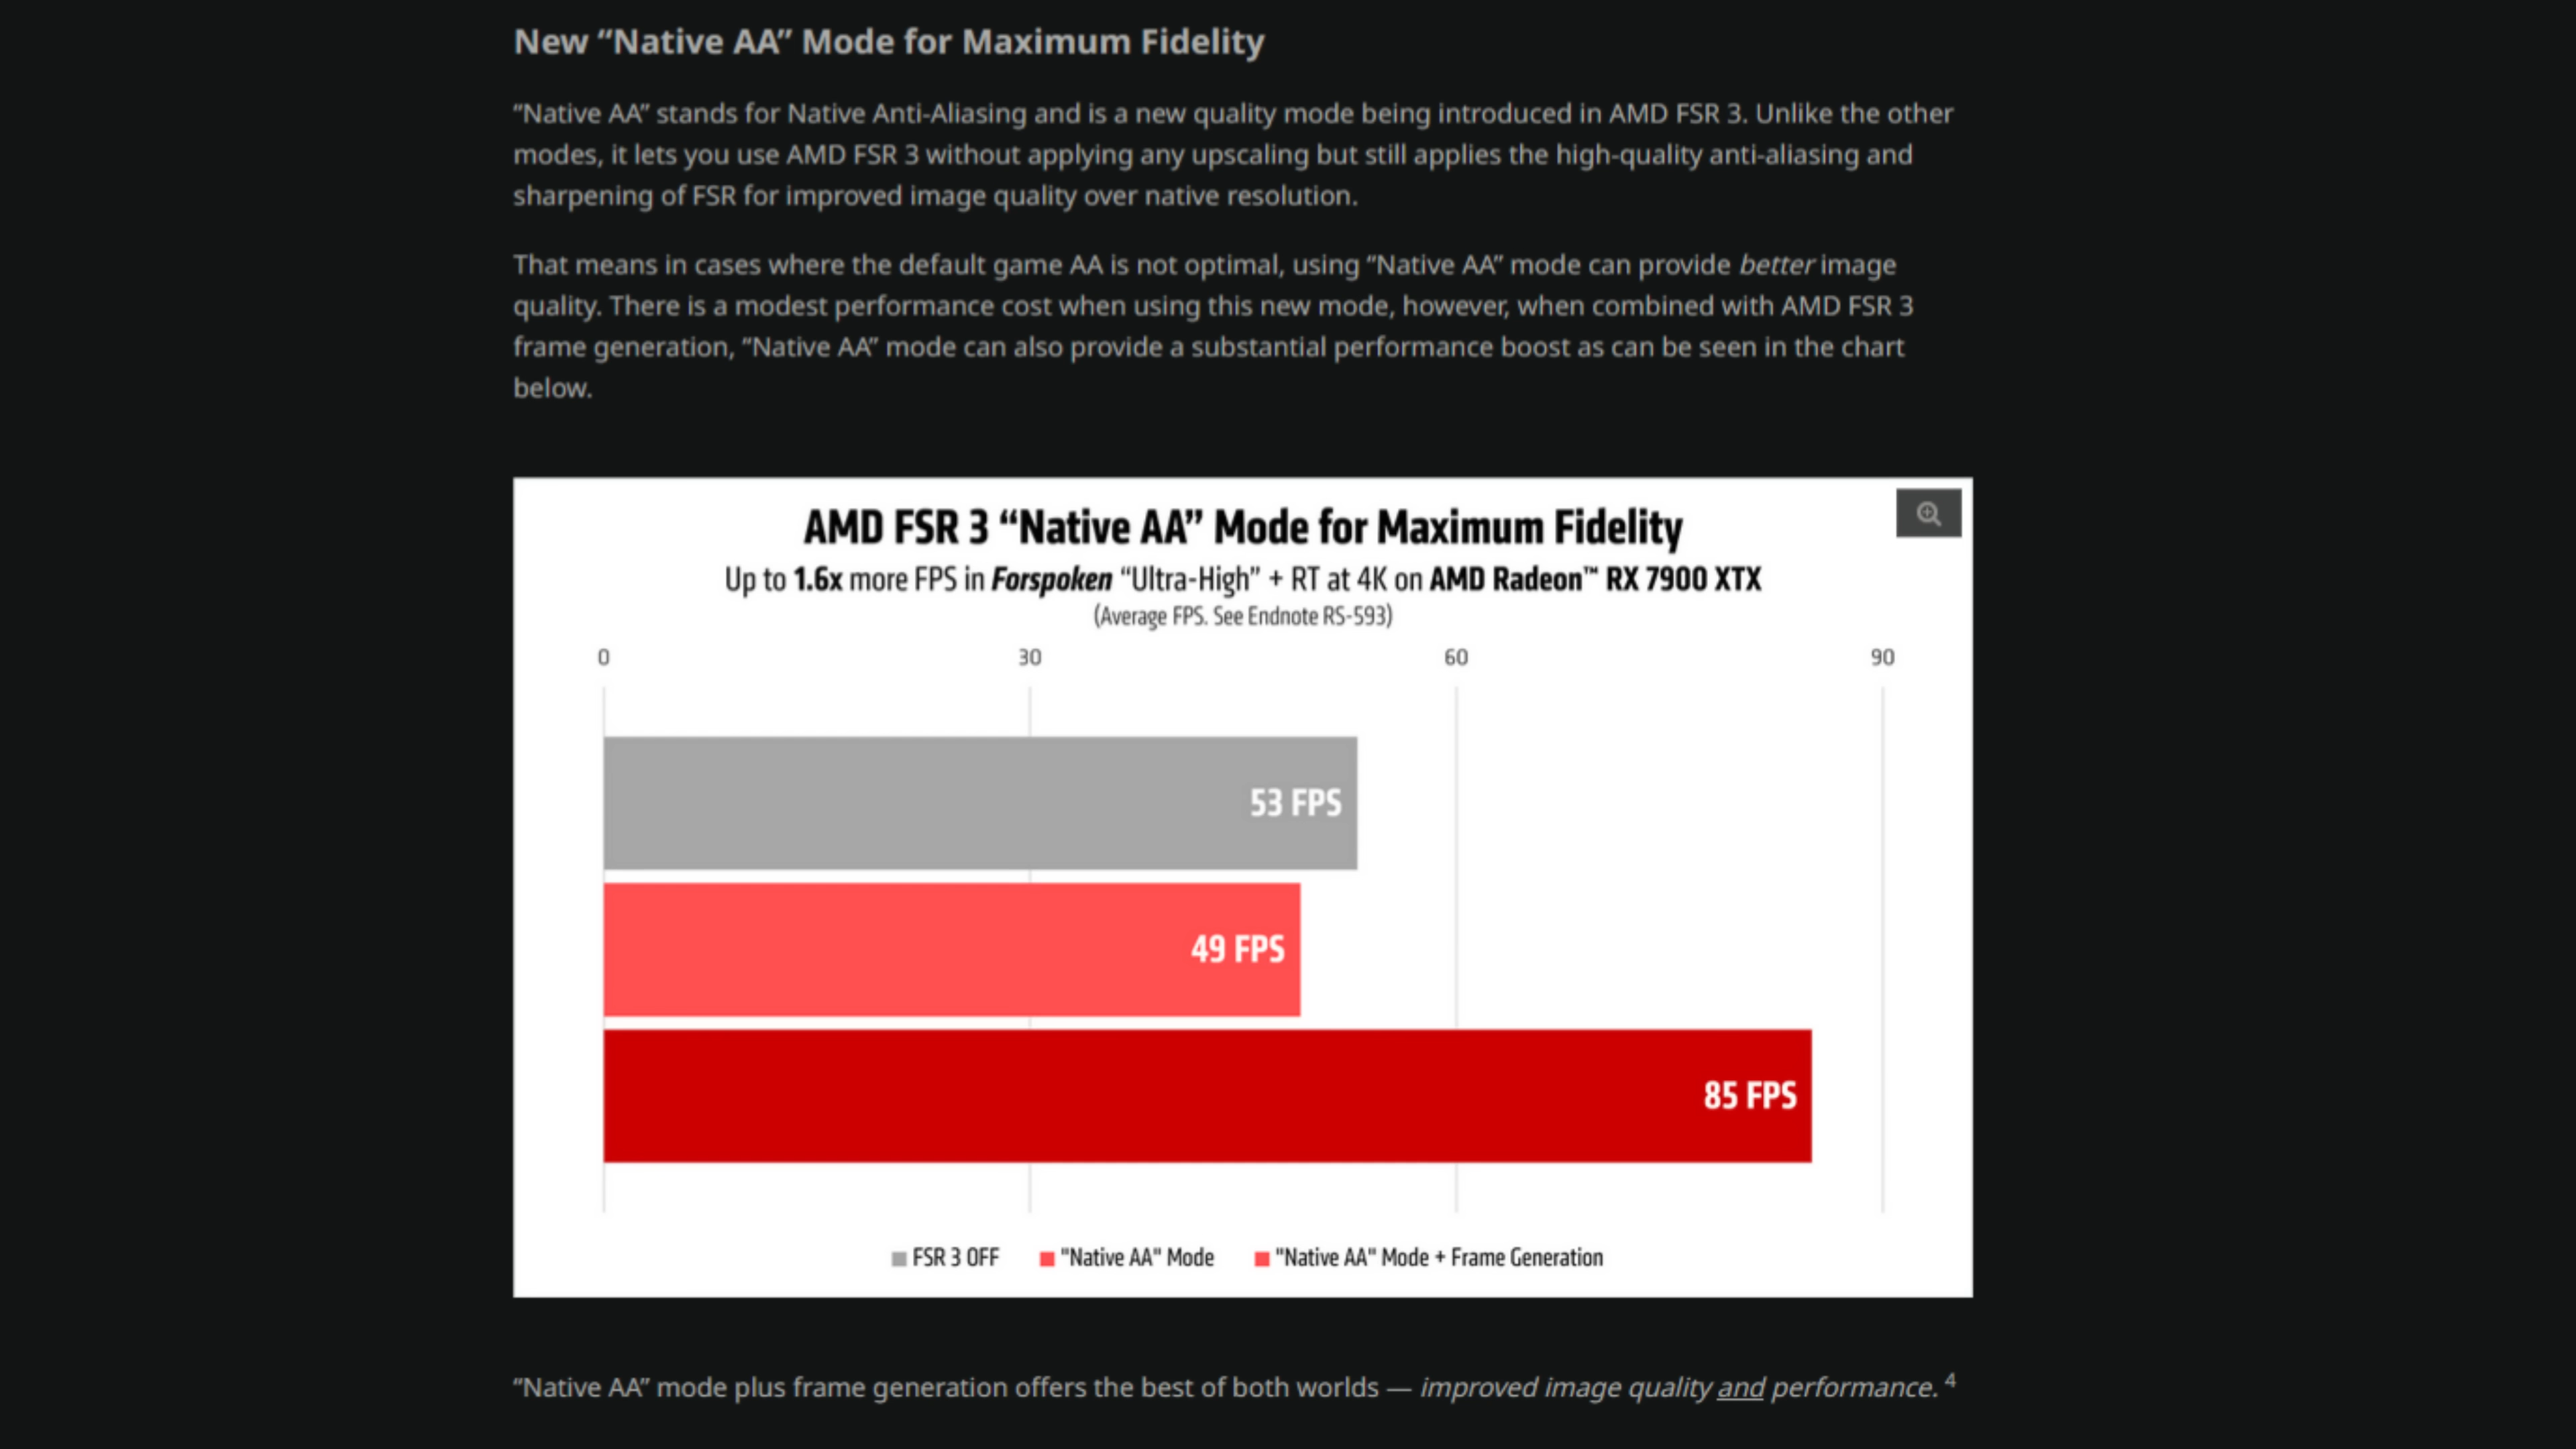 New “Native AA” Mode for Maximum Fidelity
“Native AA” stands for Native Anti-Aliasing and is a new quality mode being introduced in AMD FSR 3. Unlike the other
modes, it lets you use AMD FSR 3 without applying any upscaling but still applies the high-quality anti-aliasing and
sharpening of FSR for improved image quality over native resolution.
That means in cases where the default game AA is not optimal, using “Native AA” mode can provide better image
quality. There is a modest performance cost when using this new mode, however, when combined with AMD FSR 3
frame generation, “Native AA” mode can also provide a substantial performance boost as can be seen in the chart
below.
AMD FSR 3 “Native AA” Mode for Maximum Fidelity
Up to 1.6x more FPS in Forspoken “Ultra-High” + RT at 4K on AMD Radeon™ RX 7900 XTX
(Average FPS. See Endnote RS-593)
0 30 60 90
53 FPS
49 FPS
85 FPS
FSR 3 OFF "Native AA" Mode "Native AA" Mode + Frame Generation
“Native AA” mode plus frame generation offers the best of both worlds — improved image quality and performance. 4